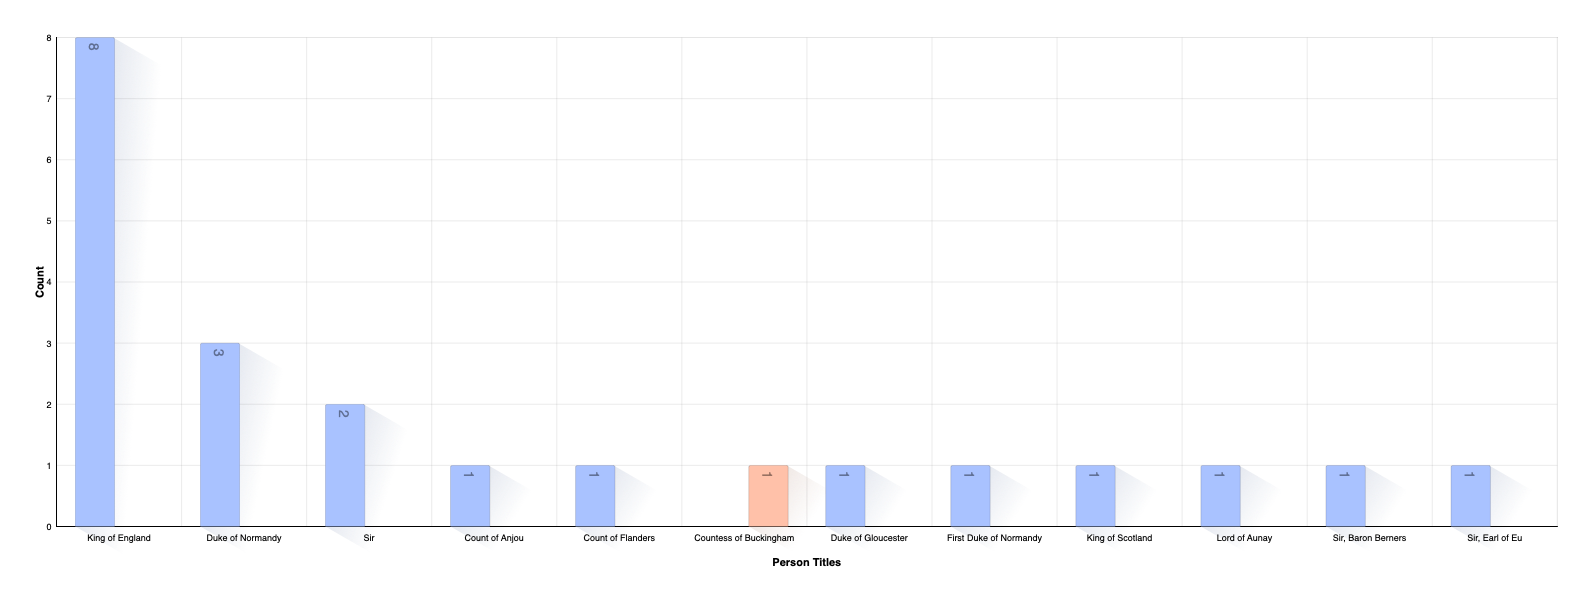 8
7
6
5
4
3
2
1
0
Count
8
3
2
1
1
1
1
1
1
1
1
1
King of England
Duke of Normandy
Sir
Count of Anjou
Count of Flanders
Countess of Buckingham
Duke of Gloucester
First Duke of Normandy
King of Scotland
Lord of Aunay
Sir, Baron Berners
Sir, Earl of Eu
Person Titles